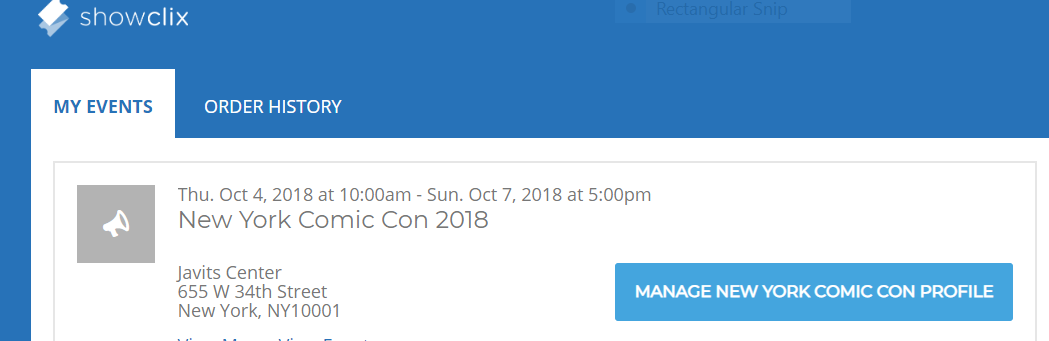 showclix
Rectangular Snip
MY EVENTS
ORDER HISTORY
Thu. Oct 4, 2018 at 10:00am - Sun. Oct 7, 2018 at 5:00pm
New York Comic Con 2018
Javits Center
655 W 34th Street
New York, NY10001
MANAGE NEW YORK COMIC CON PROFILE